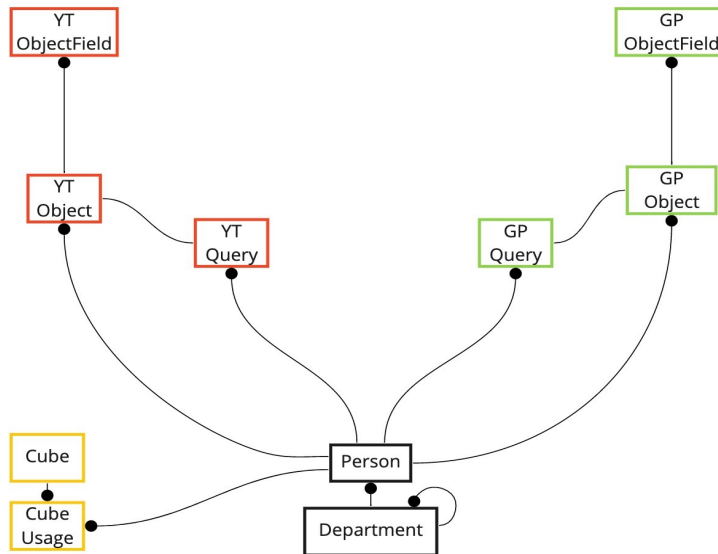 YT
ObjectField
GP
ObjectField
YT
Object
GP
Object
YT
Query
GP
Query
Cube
Person
Cube
Usage
Department